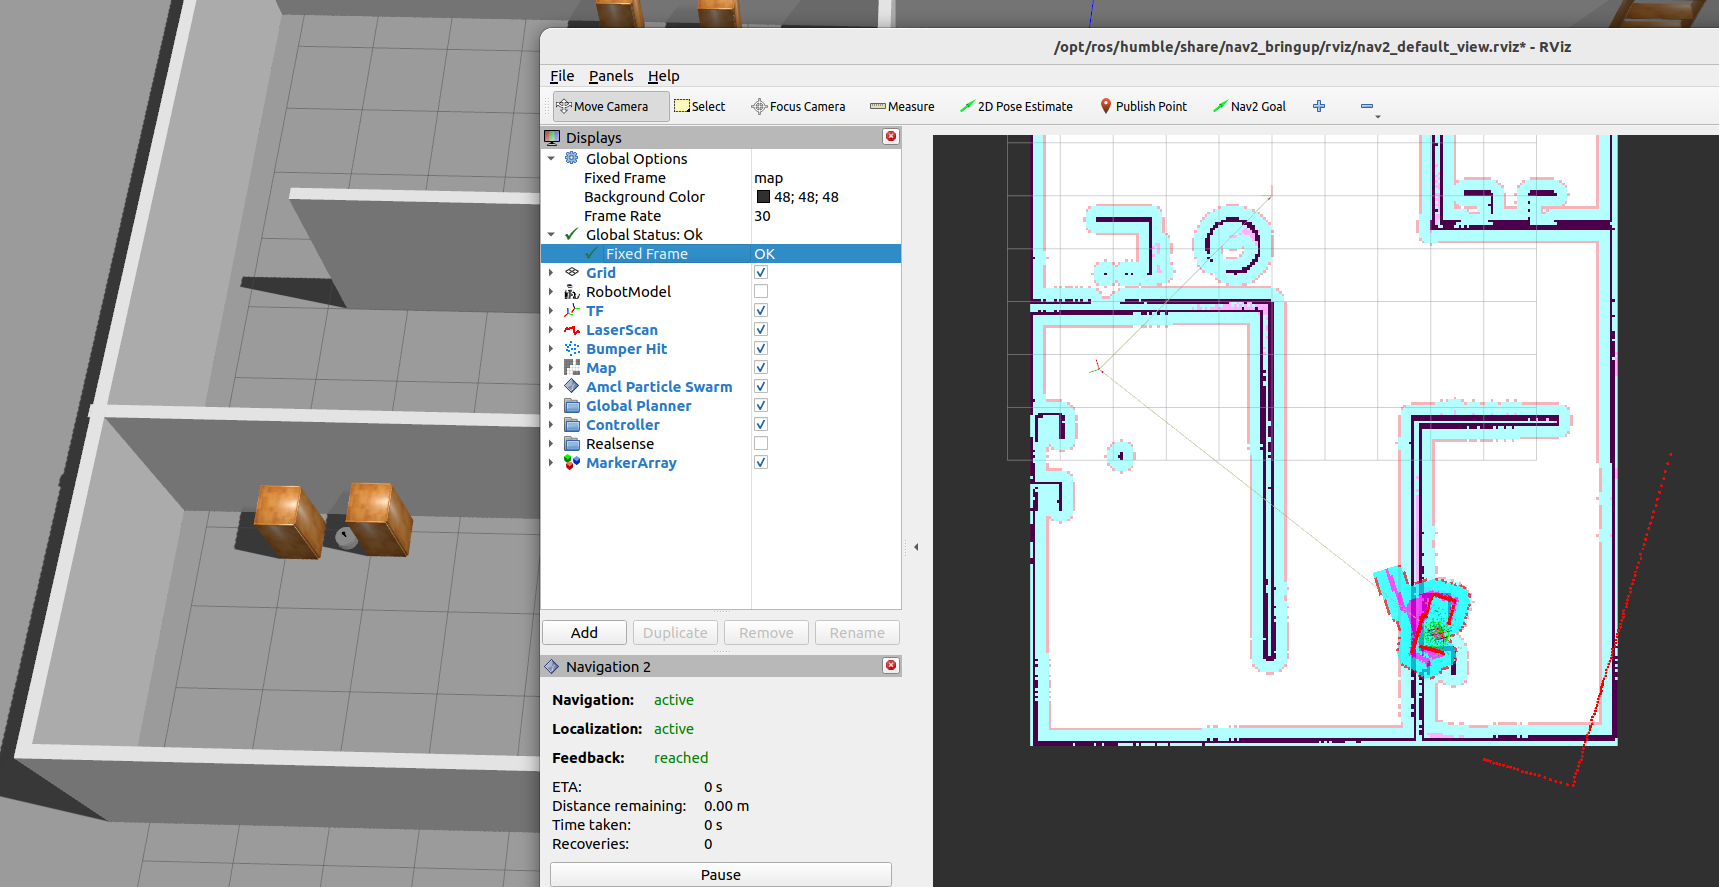 /opt/ros/humble/share/nav2_bringup/rviz/nav2_default_view.rviz* - RViz
File Panels Help
Move Camera Select Focus Camera Measure 2D Pose Estimate Publish Point Nav2 Goal
Displays
Global Options
Fixed Frame map
Background Color 48; 48; 48
Frame Rate 30
Global Status: Ok
Fixed Frame OK
Grid
RobotModel
TF
LaserScan
Bumper Hit
Map
Amcl Particle Swarm
Global Planner
Controller
Realsense
MarkerArray
Add Duplicate Remove Rename
Navigation 2
Navigation: active
Localization: active
Feedback: reached
ETA: 0 s
Distance remaining: 0.00 m
Time taken: 0 s
Recoveries: 0
Pause